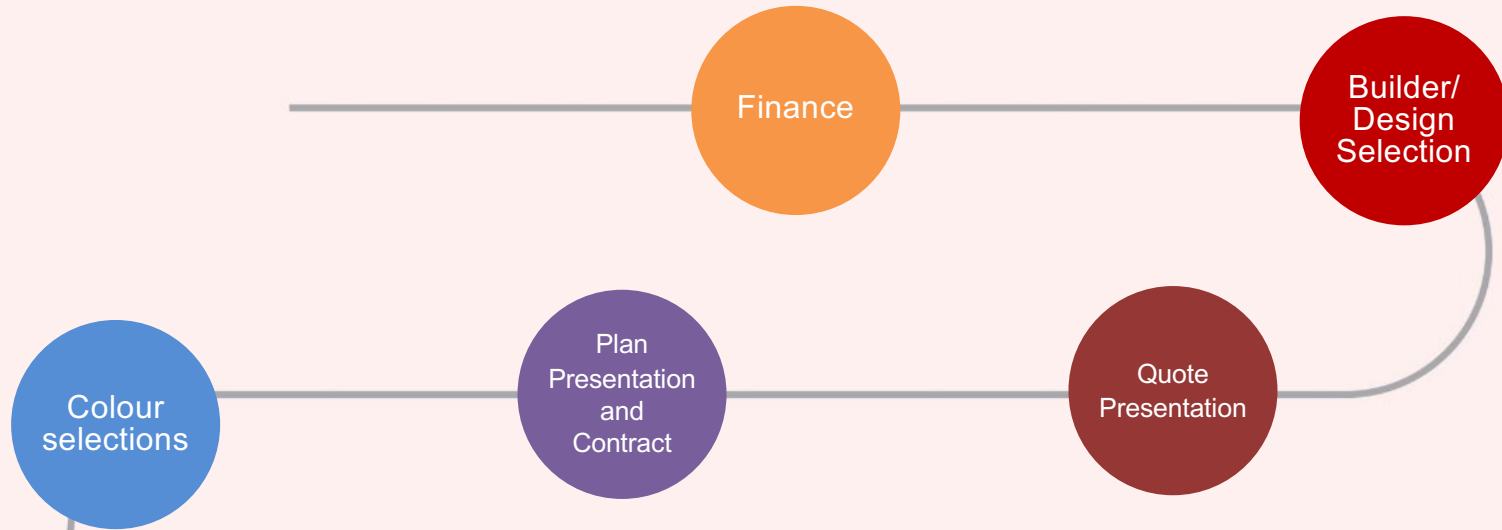 Finance
Builder/
Design
Selection
Quote
Presentation
Plan
Presentation
and
Contract
Colour
selections